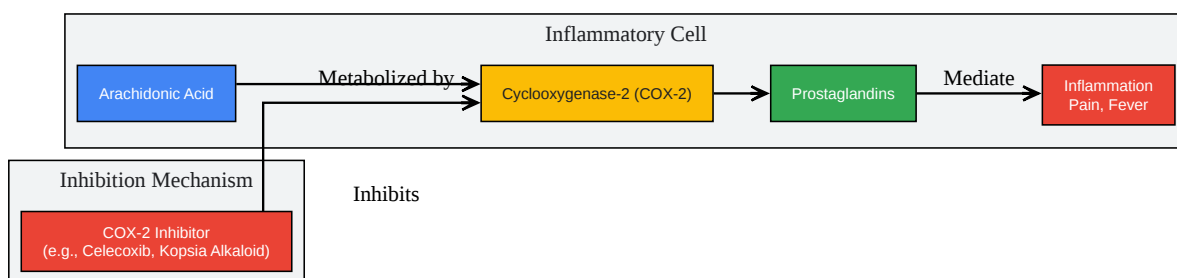 Inflammatory Cell
Arachidonic Acid
Metabolized by
Cyclooxygenase-2 (COX-2)
Prostaglandins
Mediate
Inflammation
Pain, Fever
Inhibition Mechanism
Inhibits
COX-2 Inhibitor
(e.g., Celecoxib, Kopsia Alkaloid)